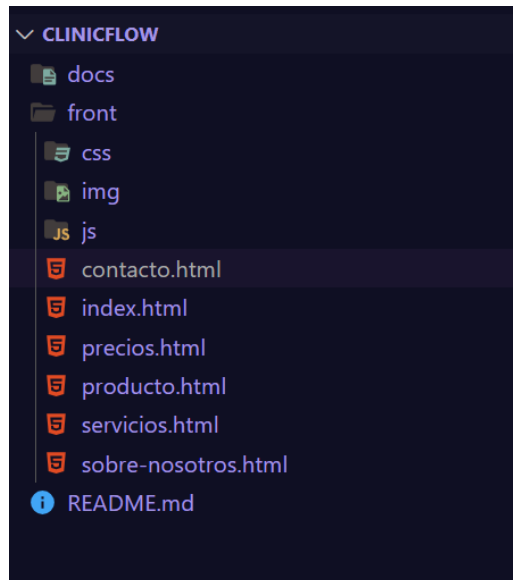 CLINICFLOW
docs
front
css
img
JS js
contacto.html
index.html
precios.html
producto.html
servicios.html
sobre-nosotros.html
README.md